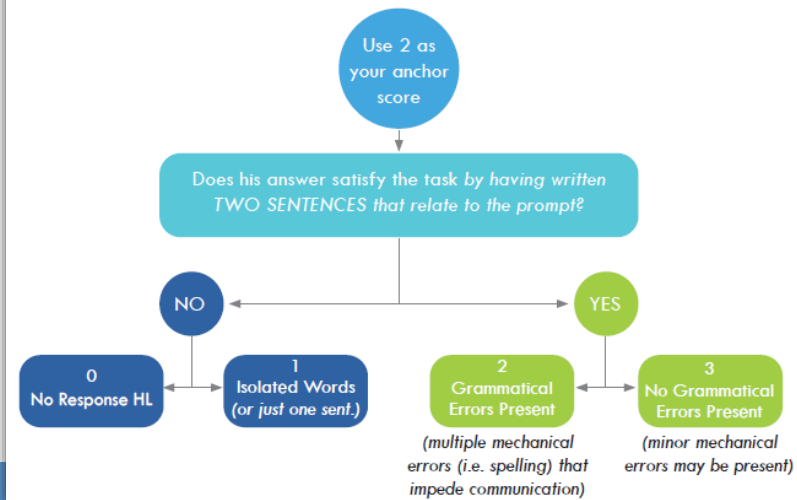 Use 2 as
your anchor
score
Does his answer satisfy the task by having written
TWO SENTENCES that relate to the prompt?
NO
YES
0
No Response HL
1
Isolated Words
(or just one sent.)
2
Grammatical
Errors Present
3
No Grammatical
Errors Present
(multiple mechanical
errors (i.e. spelling) that
impede communication)
(minor mechanical
errors may be present)